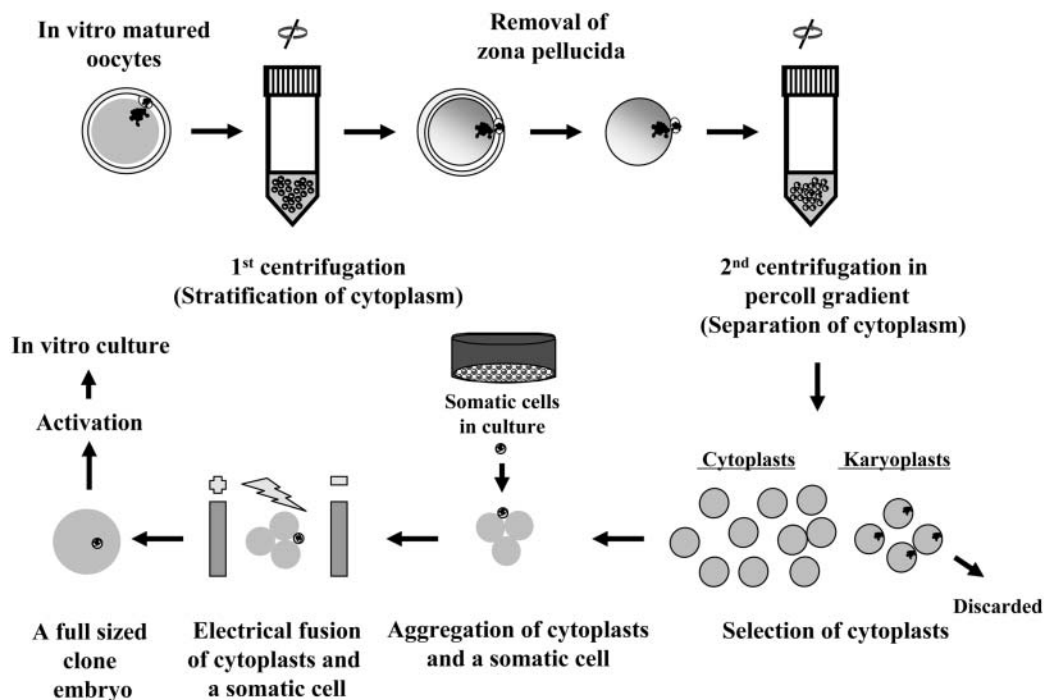 In vitro matured
oocytes
Removal of
zona pellucida
1st centrifugation
(Stratification of cytoplasm)
2nd centrifugation in
percoll gradient
(Separation of cytoplasm)
In vitro culture
Activation
Somatic cells
in culture
Cytoplasts
Karyoplasts
Discarded
A full sized
clone
embryo
Electrical fusion
of cytoplasts and
a somatic cell
Aggregation of cytoplasts
and a somatic cell
Selection of cytoplasts